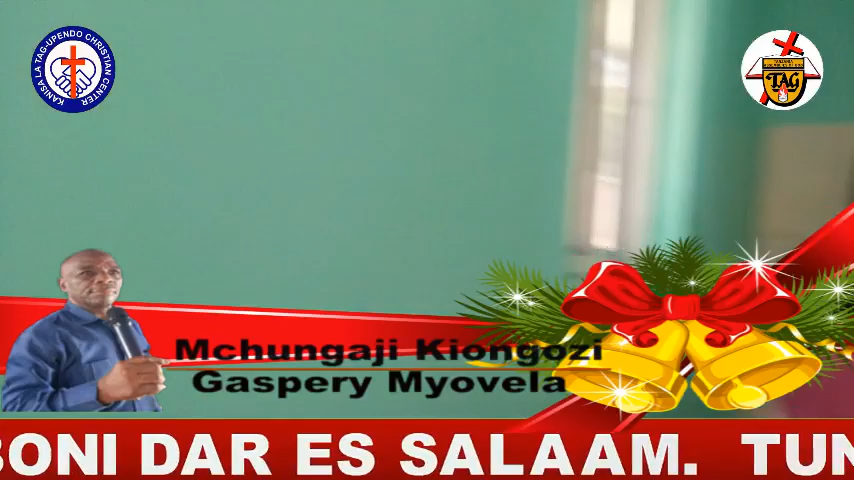 KANISA LA TAG-UPENDO CHRISTIAN CENTER
TAG
Mchungaji Kiongozi
Gaspery Myovela
BONI DAR ES SALAAM. TUN